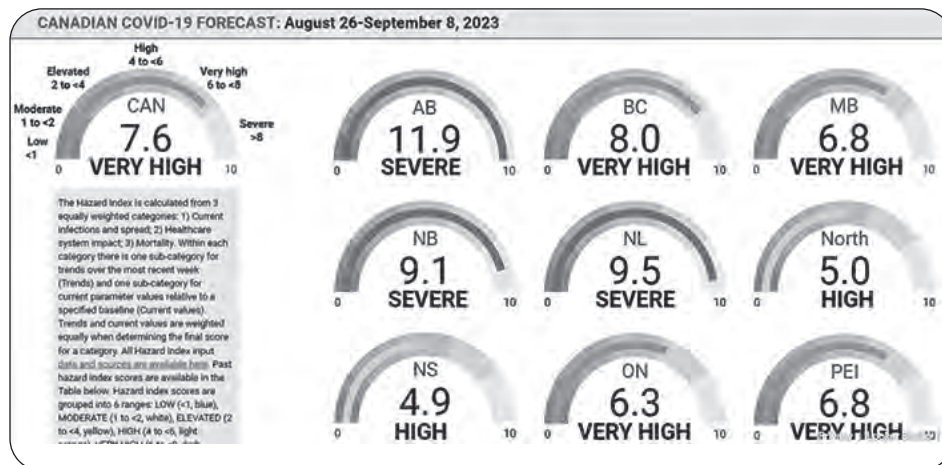 CANADIAN COVID-19 FORECAST: August 26-September 8, 2023
High
4 to <6
Elevated
2 to <4
Very high
6 to <8
Moderate
1 to <2
Severe
>8
Low
<1
CAN
7.6
0 VERY HIGH 10
AB
11.9
0 SEVERE 10
BC
8.0
0 VERY HIGH 10
MB
6.8
0 VERY HIGH 10
The Hazard Index is calculated from 3
equally weighted categories: 1) Current
infections and spread; 2) Healthcare
system impact; 3) Mortality. Within each
category there is one sub-category for
trends over the most recent week
(Trends) and one sub-category for
current parameter values relative to a
specified baseline (Current values).
Trends and current values are weighted
equally when determining the final score
for a category. All Hazard Index input
data and sources are available here. Past
hazard index scores are available in the
Table below. Hazard index scores are
grouped into 6 ranges: LOW (<1, blue),
MODERATE (1 to <2, white), ELEVATED (2
to <4, yellow), HIGH (4 to <6, light
NB
9.1
0 SEVERE 10
NL
9.5
0 SEVERE 10
North
5.0
0 HIGH 10
NS
4.9
0 HIGH 10
ON
6.3
0 VERY HIGH 10
PEI
6.8
0 VERY HIGH 10